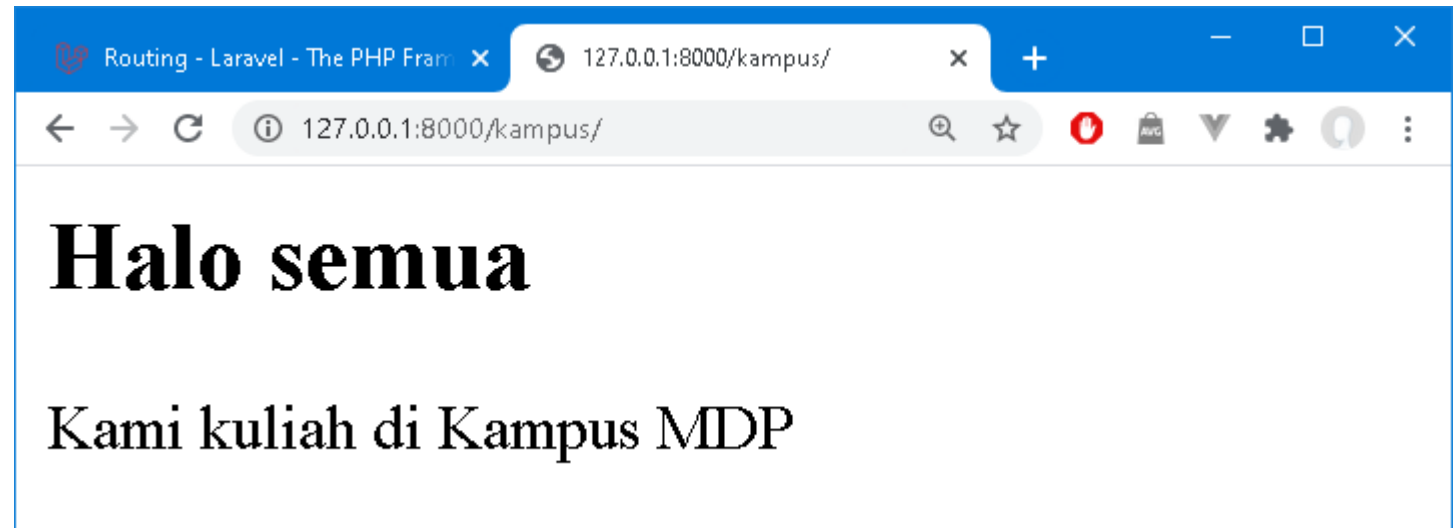 Routing - Laravel - The PHP Fram
127.0.0.1:8000/kampus/
127.0.0.1:8000/kampus/
AVG
Halo semua
Kami kuliah di Kampus MDP